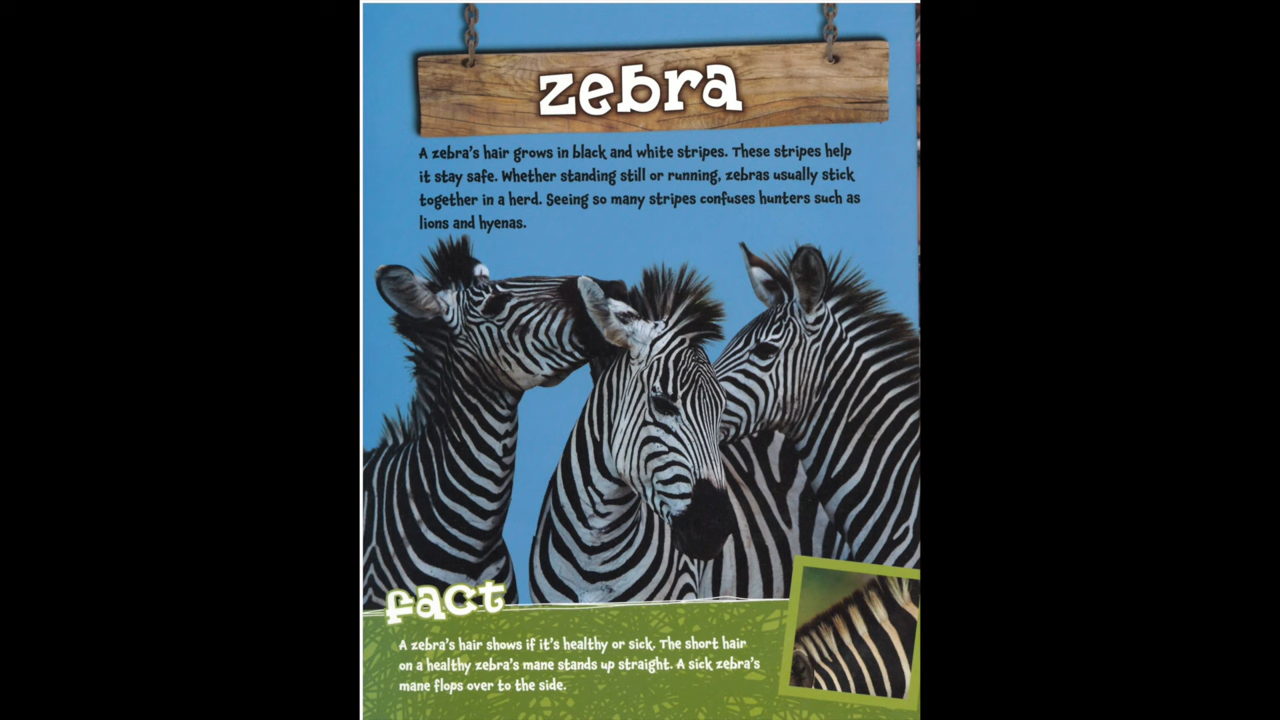 zebra
A zebra's hair grows in black and white stripes. These stripes help
it stay safe. Whether standing still or running, zebras usually stick
together in a herd. Seeing so many stripes confuses hunters such as
lions and hyenas.
fact
A zebra's hair shows if it's healthy or sick. The short hair
on a healthy zebra's mane stands up straight. A sick zebra's
mane flops over to the side.